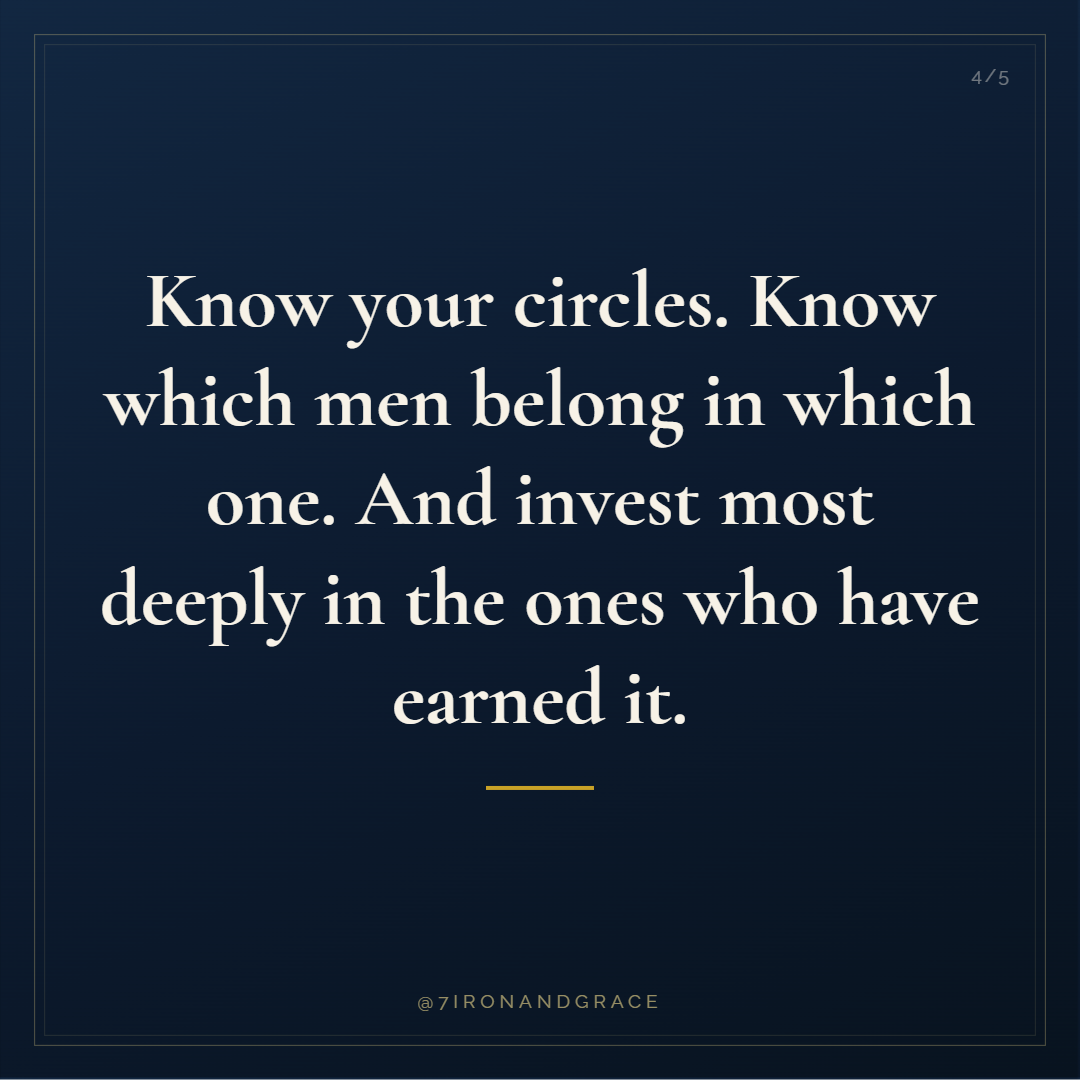 4/5
Know your circles. Know
which men belong in which
one. And invest most
deeply in the ones who have
earned it.
@7IRONANDGRACE